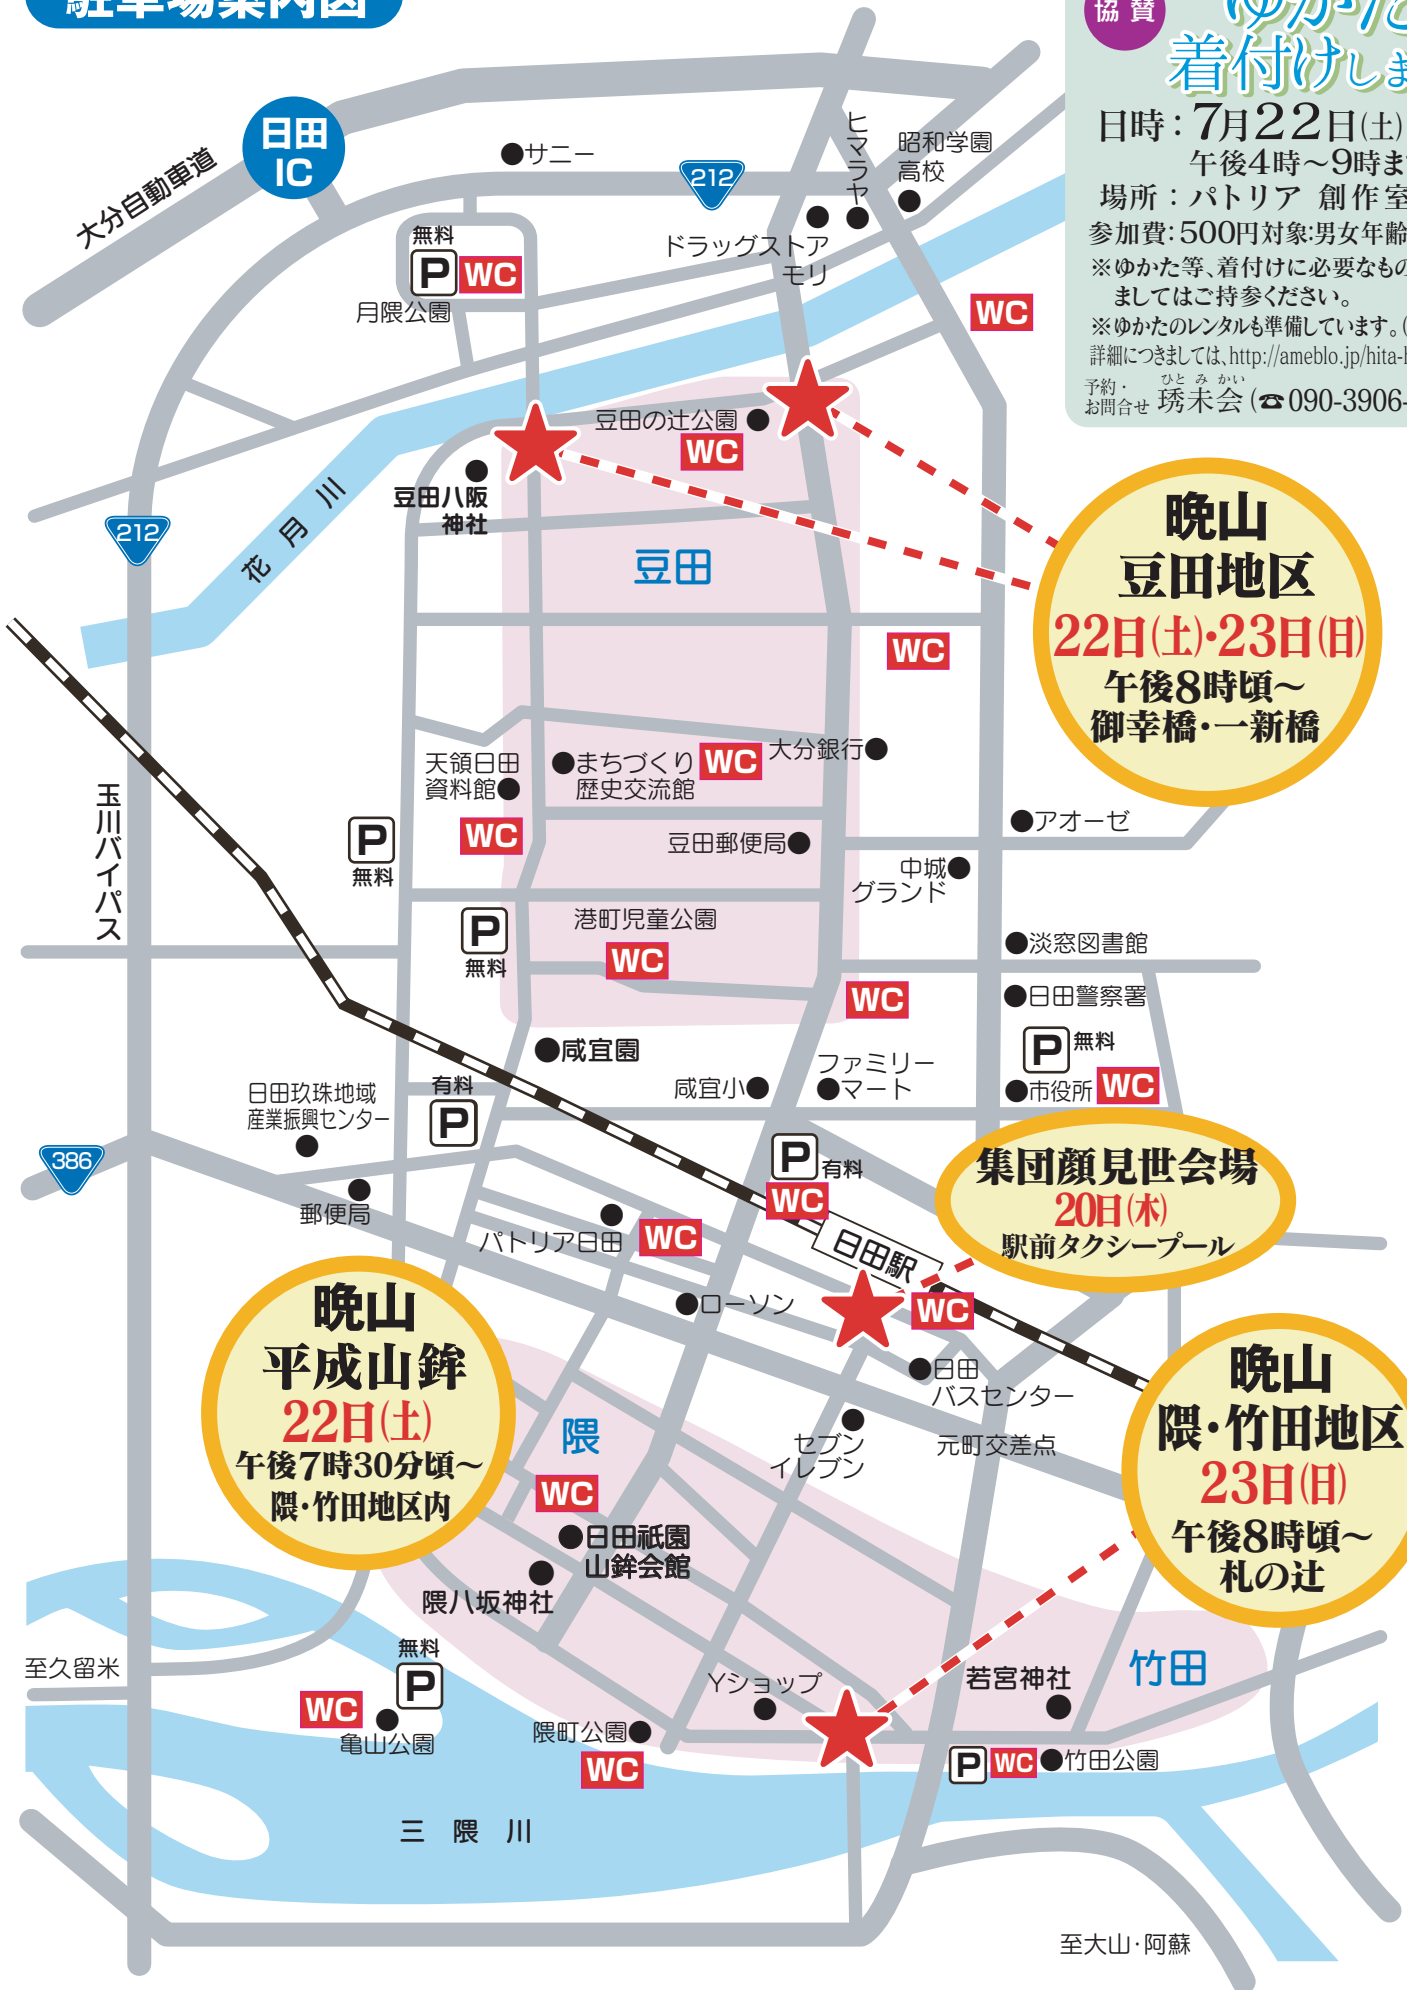 駐車場案内図
協賛
ゆかた
着付けしま
日時：7月22日(土)
午後4時～9時ま
場所：パトリア 創作室
参加費：500円対象：男女年齢
※ゆかた等、着付けに必要なもの
ましてはご持参ください。
※ゆかたのレンタルも準備しています。(
詳細につきましては、http://ameblo.jp/hita-
予約・
お問合せ
ひとみかい
琇未会(☎090-3906-
日田
IC
大分自動車道
サニー
212
ヒマラヤ
昭和学園
高校
ドラッグストア
モリ
無料
P
WC
月隈公園
WC
豆田の辻公園
WC
豆田八阪
神社
212
花月川
豆田
晩山
豆田地区
22日(土)・23日(日)
午後8時頃～
御幸橋・一新橋
WC
玉川バイパス
天領日田
資料館
WC
まちづくり
歴史交流館
WC
大分銀行
P
無料
豆田郵便局
アオーゼ
中城
グランド
P
無料
港町児童公園
WC
淡窓図書館
WC
日田警察署
P
無料
市役所
WC
咸宜園
咸宜小
ファミリー
マート
日田玖珠地域
産業振興センター
有料
P
386
郵便局
P
有料
WC
集団顔見世会場
20日(木)
駅前タクシープール
パトリア日田
WC
日田駅
ローソン
WC
晩山
平成山鉾
22日(土)
午後7時30分頃～
隈・竹田地区内
日田
バスセンター
晩山
隈・竹田地区
23日(日)
午後8時頃～
札の辻
隈
セブン
イレブン
元町交差点
WC
日田祇園
山鉾会館
隈八坂神社
至久留米
無料
P
WC
亀山公園
Yショップ
若宮神社
竹田
隈町公園
WC
P
WC
竹田公園
三隈川
至大山・阿蘇